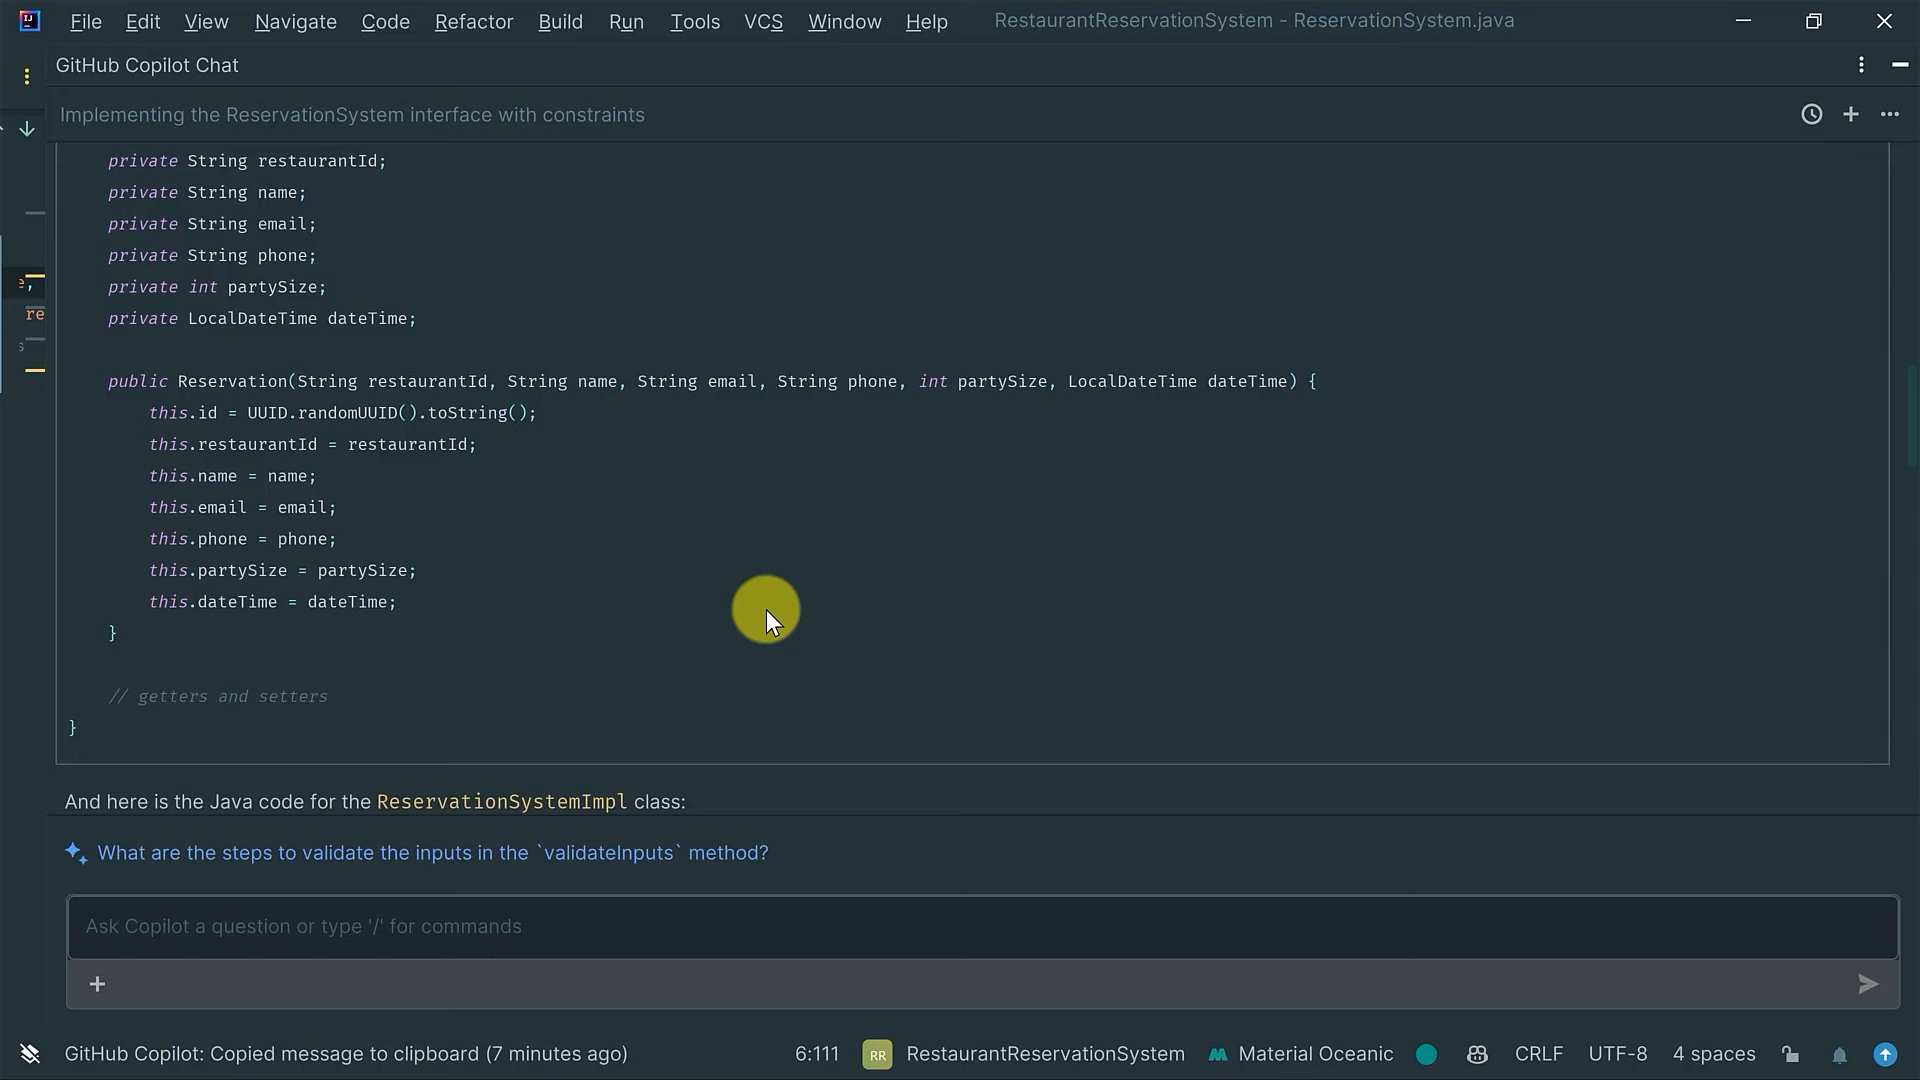 File Edit View Navigate Code Refactor Build Run Tools VCS Window Help RestaurantReservationSystem - ReservationSystem.java
GitHub Copilot Chat
Implementing the ReservationSystem interface with constraints
private String restaurantId;
private String name;
private String email;
private String phone;
private int partySize;
private LocalDateTime dateTime;
public Reservation(String restaurantId, String name, String email, String phone, int partySize, LocalDateTime dateTime) {
this.id = UUID.randomUUID().toString();
this.restaurantId = restaurantId;
this.name = name;
this.email = email;
this.phone = phone;
this.partySize = partySize;
this.dateTime = dateTime;
}
// getters and setters
}
e,
re
s
And here is the Java code for the ReservationSystemImpl class:
What are the steps to validate the inputs in the `validateInputs` method?
Ask Copilot a question or type '/' for commands
GitHub Copilot: Copied message to clipboard (7 minutes ago) 6:111 RR RestaurantReservationSystem Material Oceanic CRLF UTF-8 4 spaces